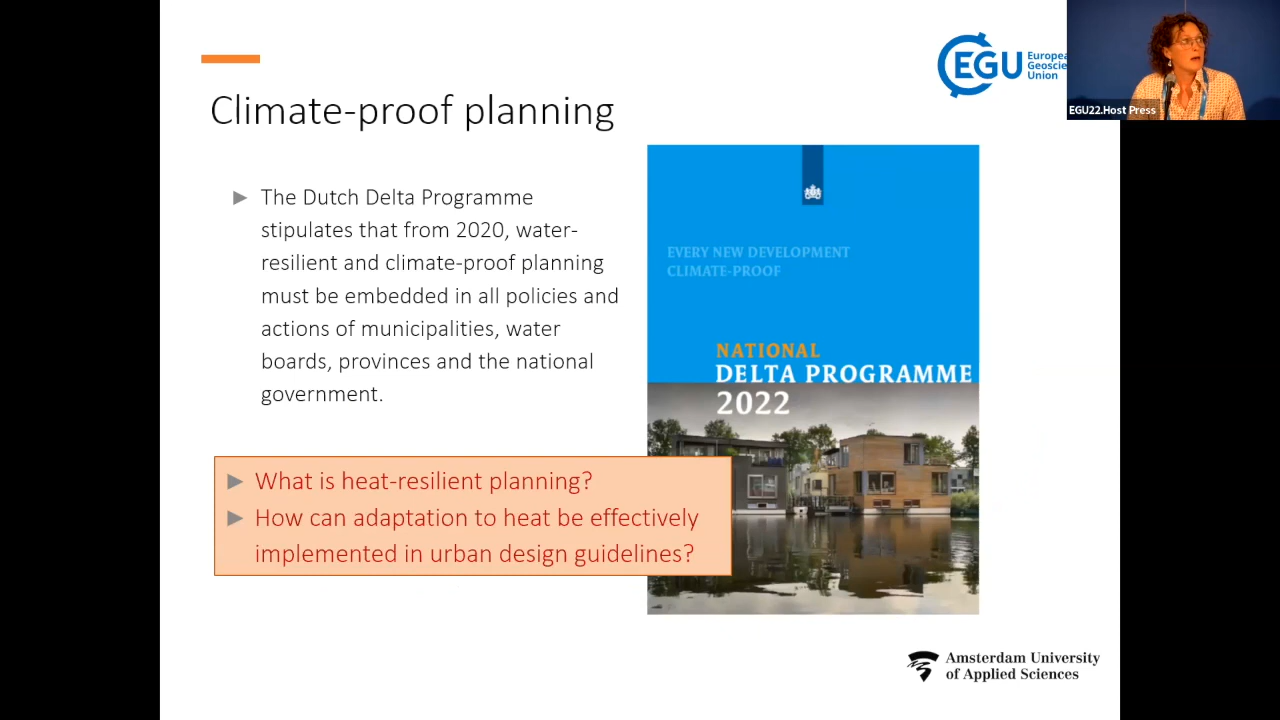 EGU
Europea
Geoscie
Union
EGU22.Host Press
Climate-proof planning
The Dutch Delta Programme
stipulates that from 2020, water-
resilient and climate-proof planning
must be embedded in all policies and
actions of municipalities, water
boards, provinces and the national
government.
EVERY NEW DEVELOPMENT
CLIMATE-PROOF
NATIONAL
DELTA PROGRAMME
2022
What is heat-resilient planning?
How can adaptation to heat be effectively
implemented in urban design guidelines?
Amsterdam University
of Applied Sciences